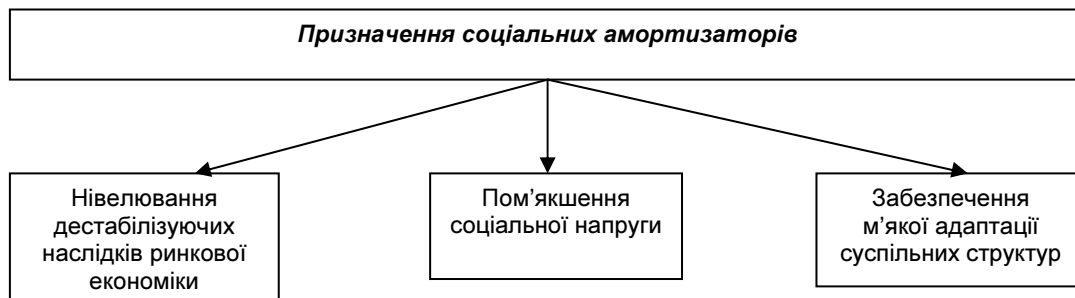 Призначення соціальних амортизаторів
Нівелювання
дестабілізуючих
наслідків ринкової
економіки
Пом’якшення
соціальної напруги
Забезпечення
м’якої адаптації
суспільних структур